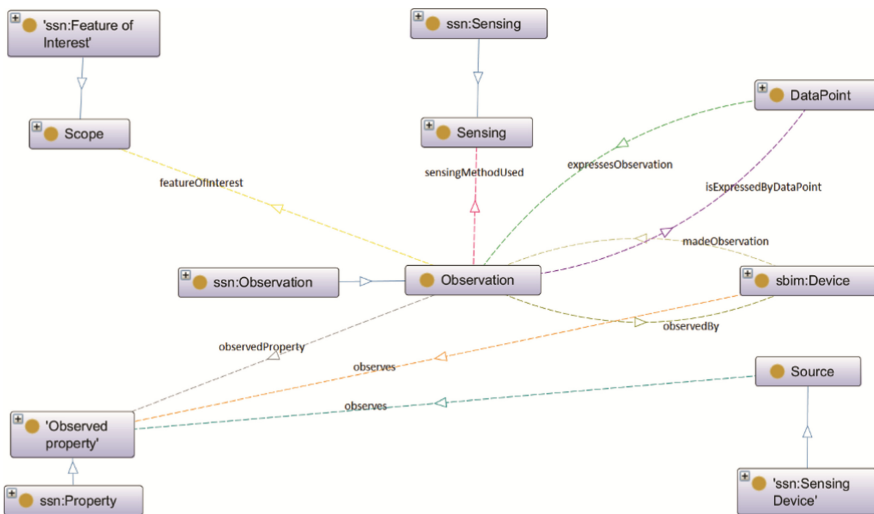 'ssn:Feature of
Interest'
ssn:Sensing
DataPoint
Scope
Sensing
expressesObservation
sensingMethodUsed
featureOfInterest
isExpressedByDataPoint
madeObservation
ssn:Observation
Observation
sbim:Device
observedBy
observedProperty
observes
Source
observes
'Observed
property'
ssn:Property
'ssn:Sensing
Device'